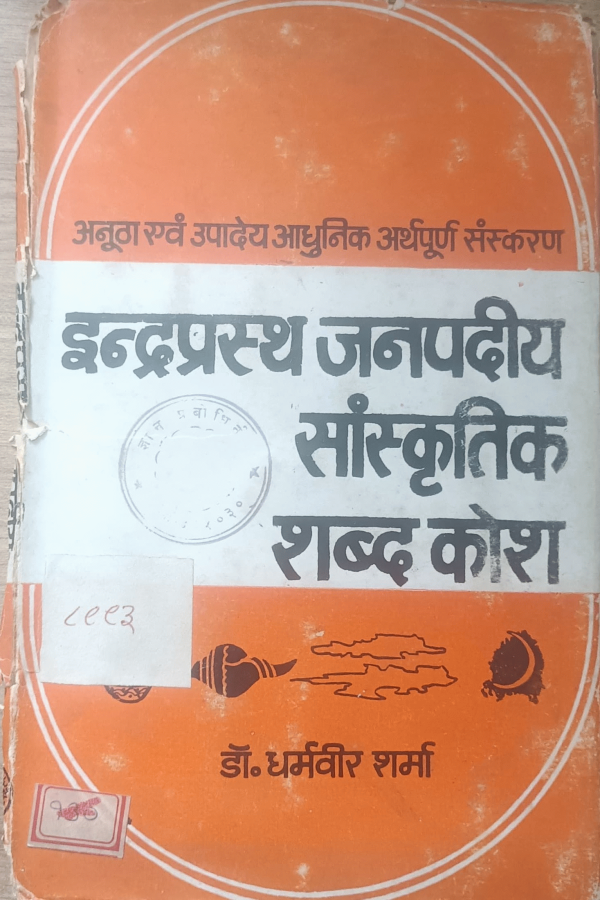 अनूठा एवं उपादेय आधुनिक अर्थपूर्ण संस्करण
इन्द्रप्रस्थ जनपदीय
सांस्कृतिक
शब्द कोश
८९९३
डॉ. धर्मवीर शर्मा